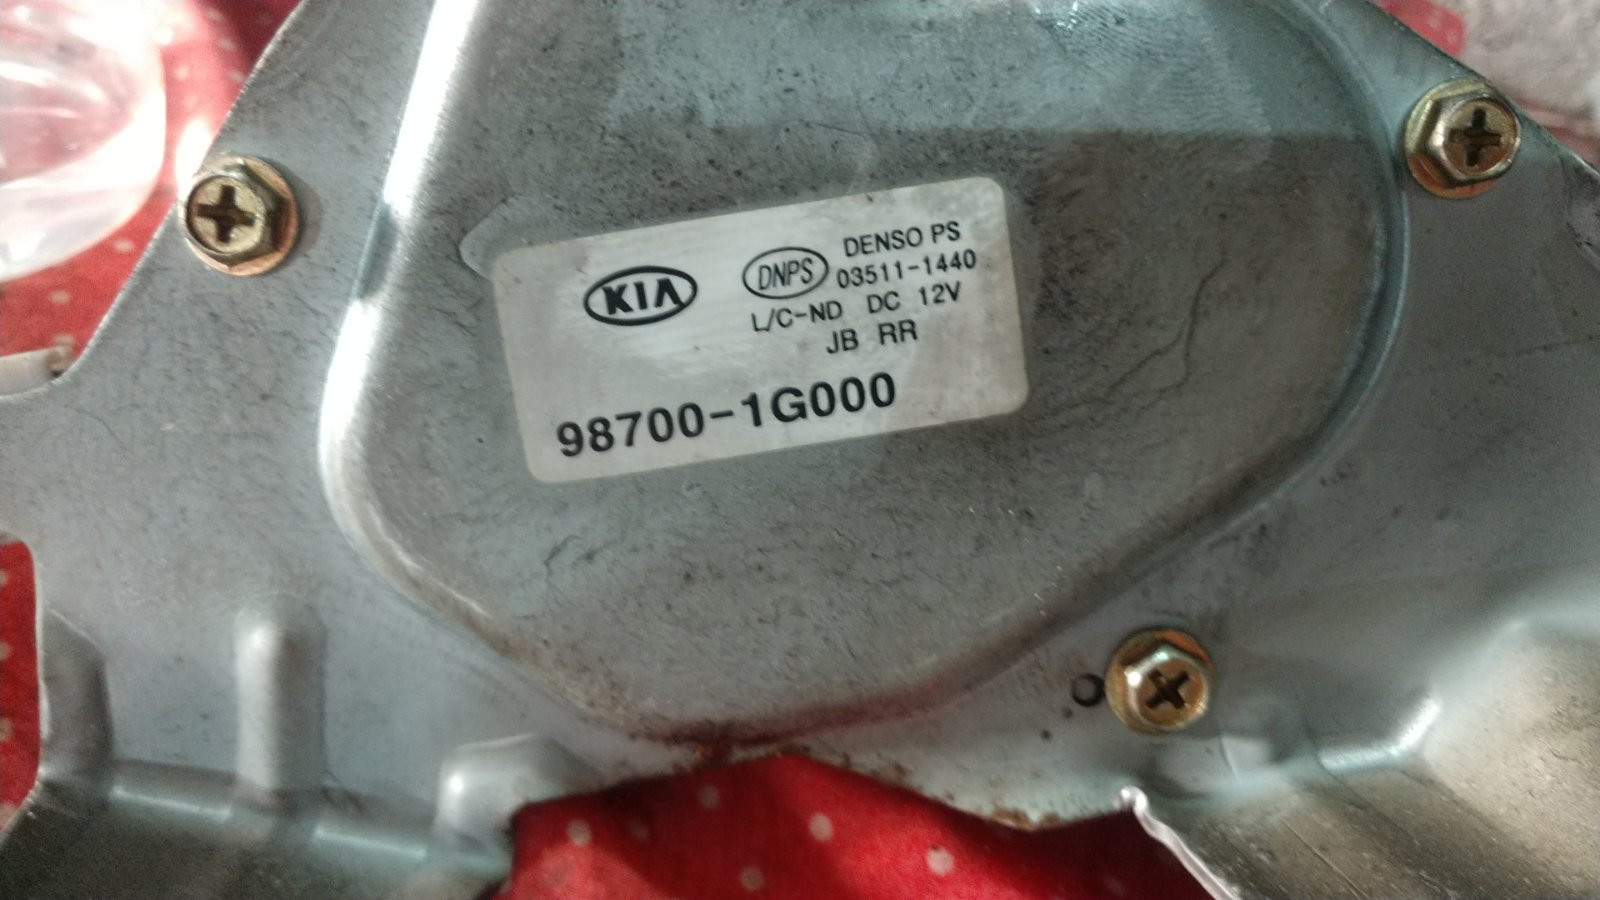 KIA
DNPS
DENSO PS
03511-1440
L/C-ND DC 12V
JB RR
98700-1G000